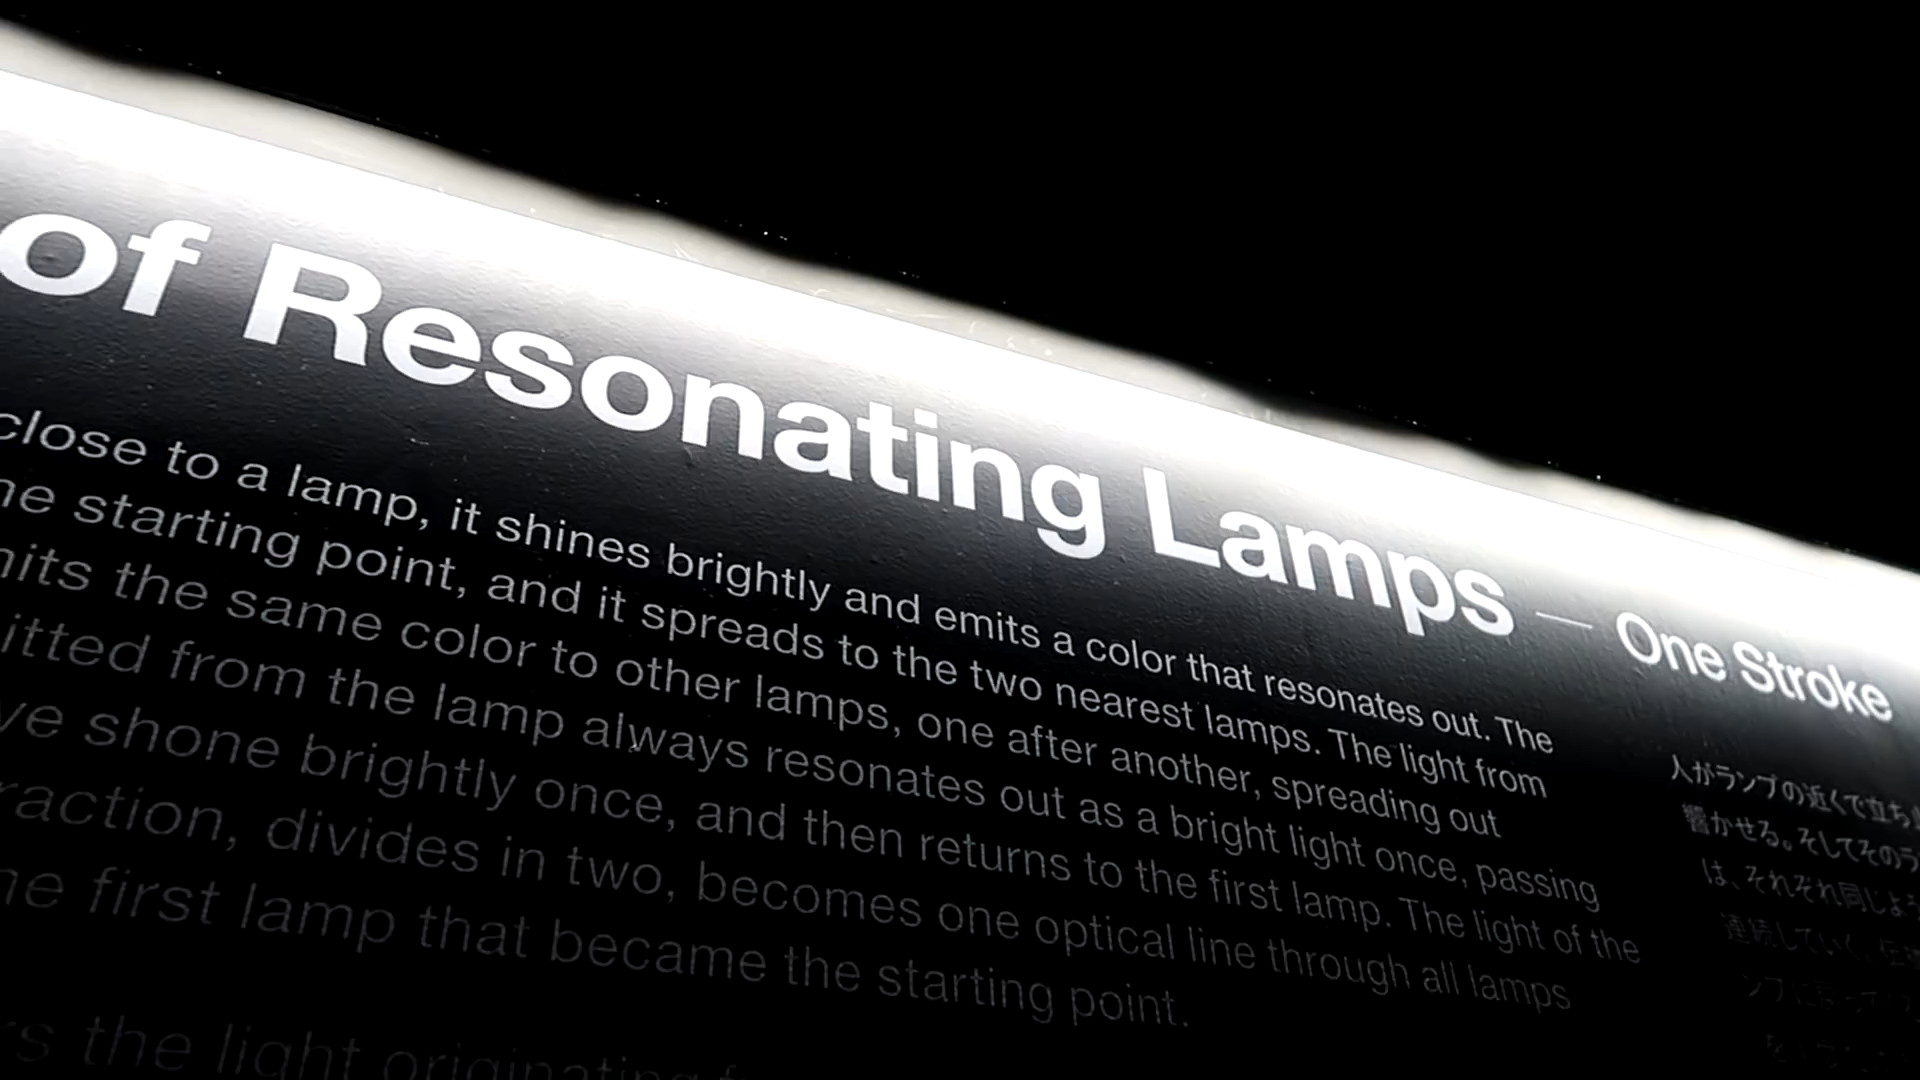 of Resonating Lamps — One Stroke
close to a lamp, it shines brightly and emits a color that resonates out. The
starting point, and it spreads to the two nearest lamps. The light from
the same color to other lamps, one after another, spreading out
from the lamp always resonates out as a bright light once, passing
shone brightly once, and then returns to the first lamp. The light of the
divides in two, becomes one optical line through all lamps
first lamp that became the starting point.
the light originating
人がランプの近くで立ち
響かせる。そしてそのラ
は、それぞれ同じよう
連続していく。伝